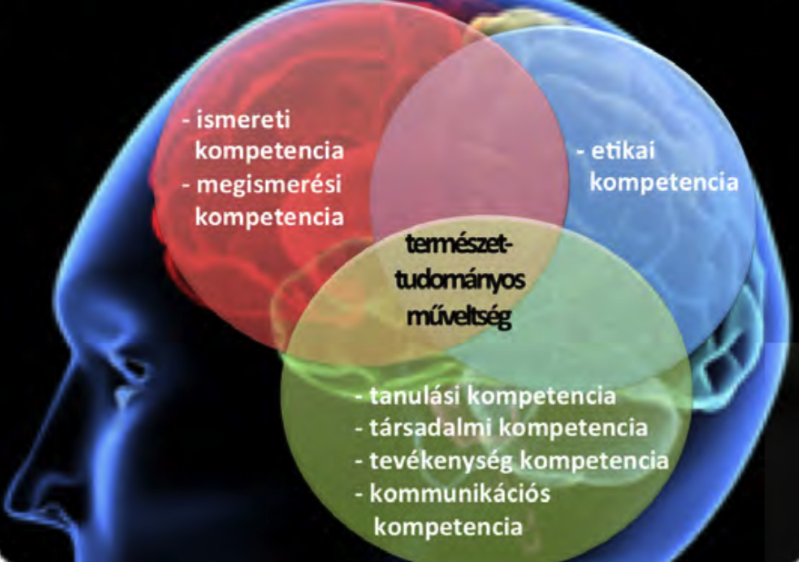 - ismereti
kompetencia
- megismerési
kompetencia
- etikai
kompetencia
természet-
tudományos
műveltség
- tanulási kompetencia
- társadalmi kompetencia
- tevékenység kompetencia
- kommunikációs
kompetencia